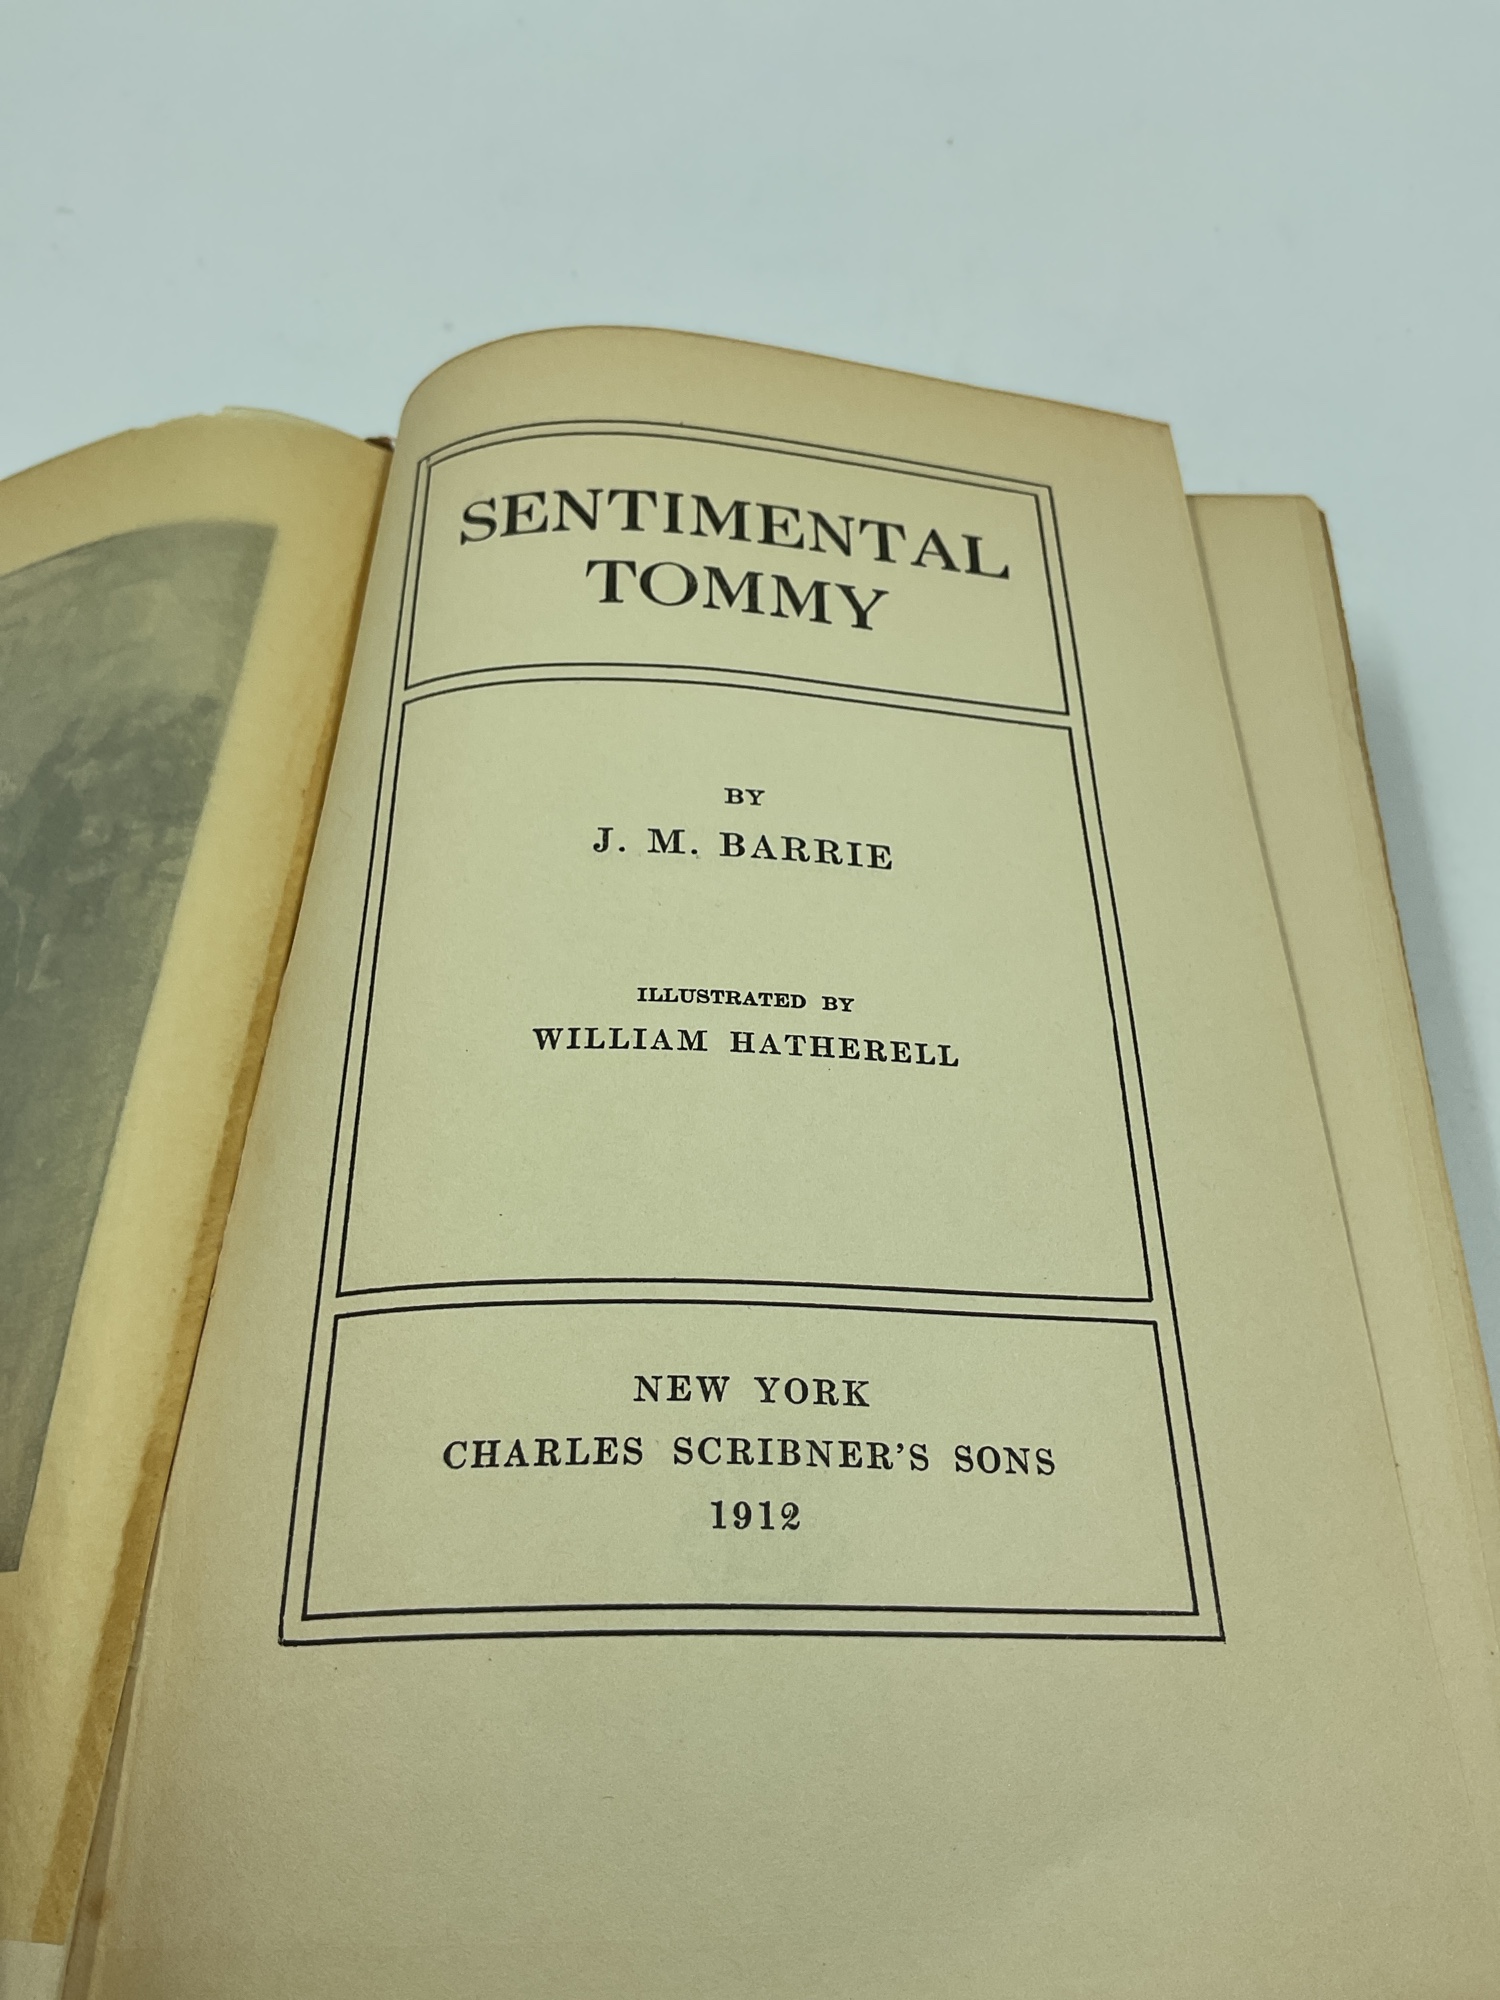 SENTIMENTAL
TOMMY
BY
J. M. BARRIE
ILLUSTRATED BY
WILLIAM HATHERELL
NEW YORK
CHARLES SCRIBNER'S SONS
1912